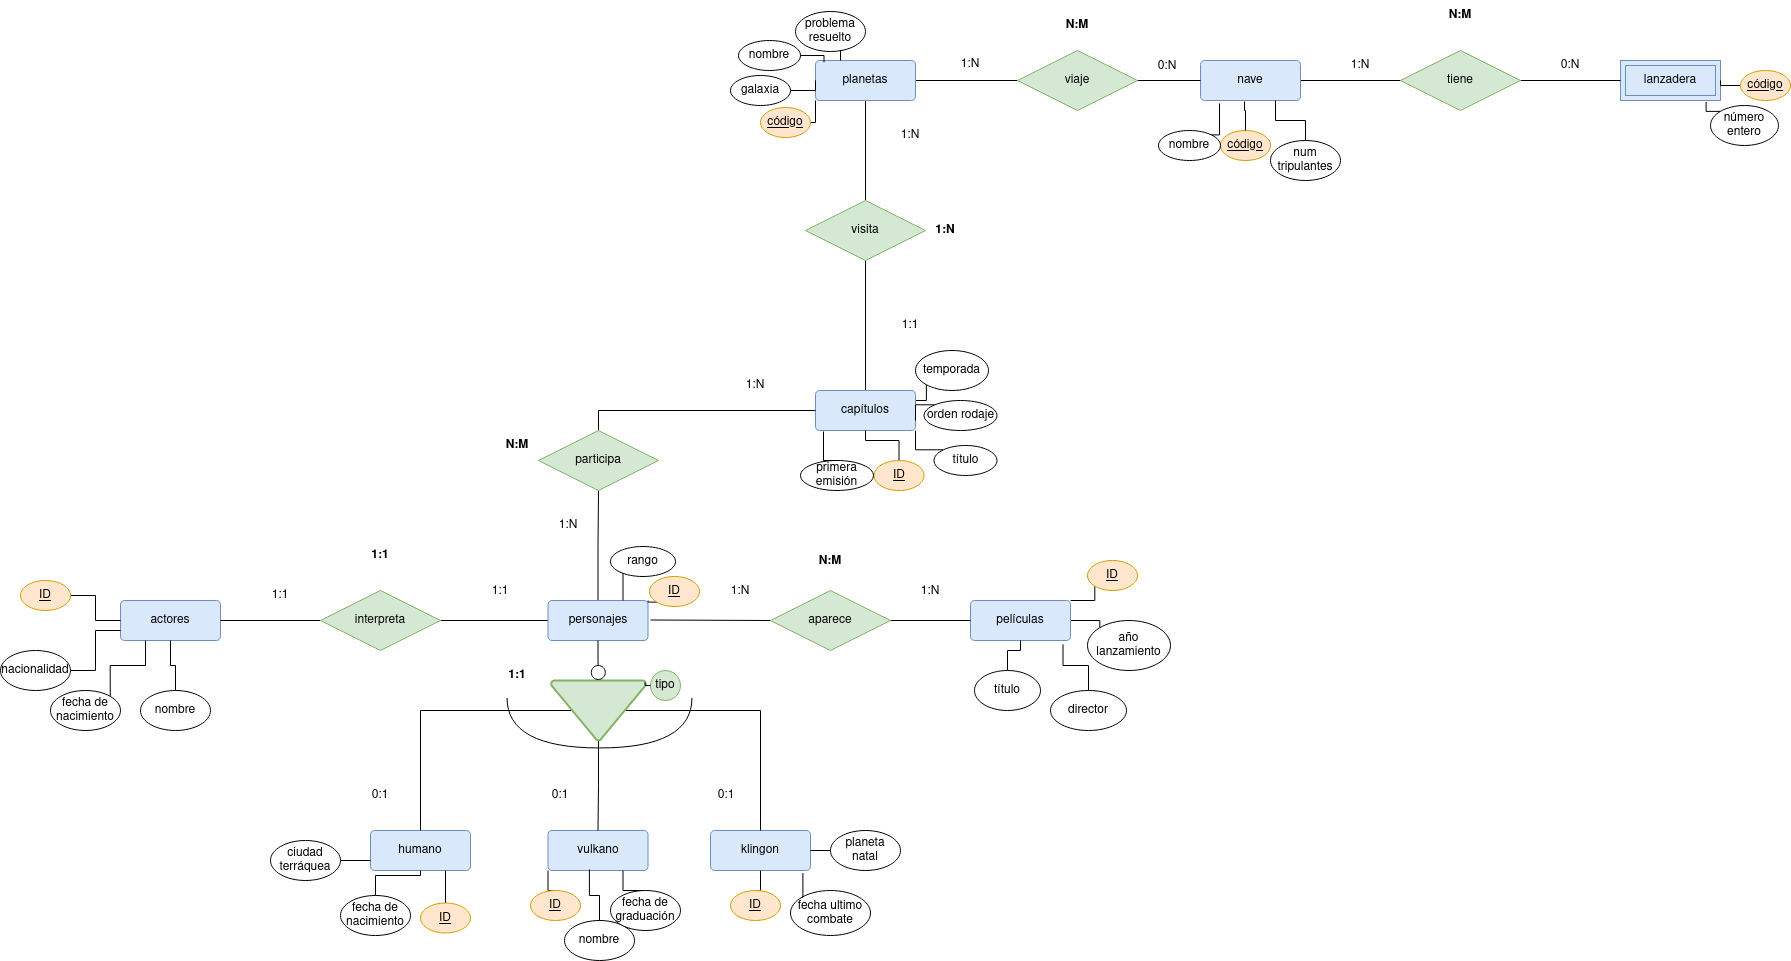 N:M
problema
resuelto
N:M
nombre
planetas
1:N
viaje
0:N
nave
1:N
tiene
0:N
lanzadera
código
galaxia
código
número
entero
1:N
nombre
código
num
tripulantes
visita
1:N
1:1
temporada
1:N
capítulos
orden rodaje
N:M
participa
título
primera
emisión
ID
1:N
1:1
rango
N:M
ID
ID
1:1
1:1
ID
1:N
1:N
actores
interpreta
personajes
aparece
películas
año
lanzamiento
nacionalidad
1:1
tipo
título
fecha de
nacimiento
nombre
director
0:1
0:1
0:1
ciudad
terráquea
humano
vulkano
klingon
planeta
natal
fecha de
nacimiento
ID
ID
fecha de
graduación
ID
fecha ultimo
combate
nombre